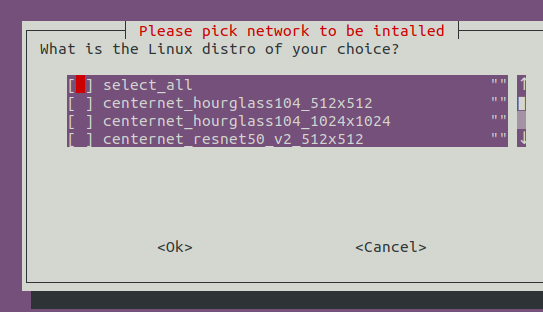 Please pick network to be intalled
What is the Linux distro of your choice?
[ ] select_all ""
[ ] centernet_hourglass104_512x512 ""
[ ] centernet_hourglass104_1024x1024 ""
[ ] centernet_resnet50_v2_512x512 ""
<Ok> <Cancel>